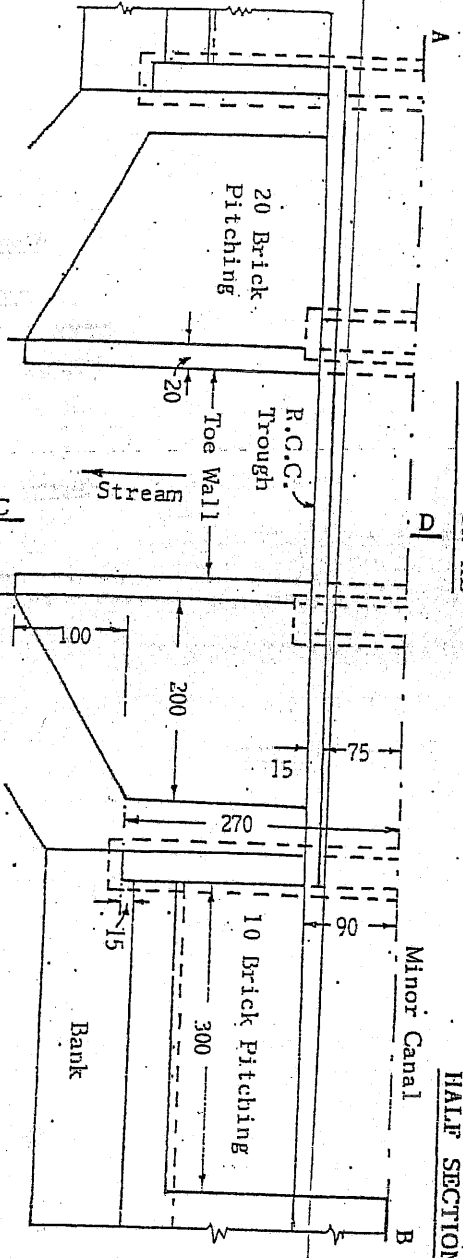 HALF SECTION
A
D
B
Minor Canal
75
15
90
20 Brick
Pitching
R.C.C.
Trough
20
Toe Wall
Stream
C
100
200
270
15
10 Brick Pitching
300
Bank